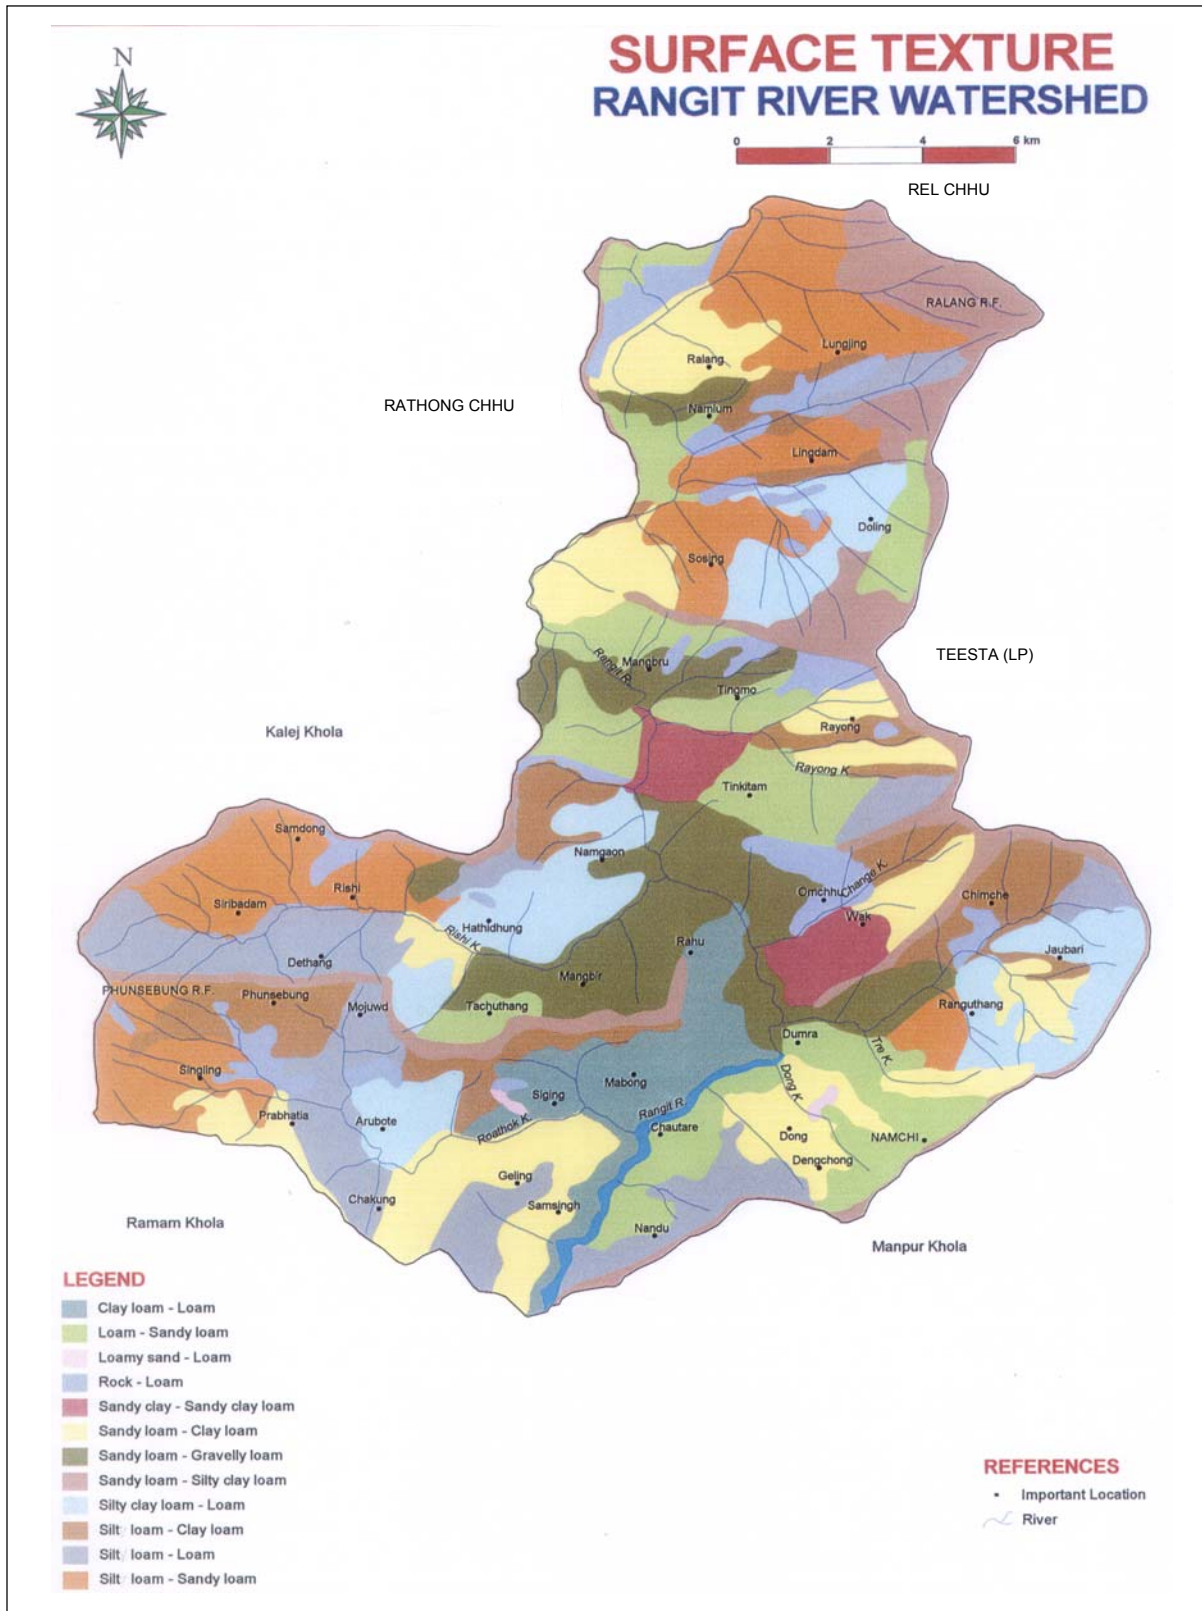 N
SURFACE TEXTURE
RANGIT RIVER WATERSHED
0 2 4 6 km
REL CHHU
RALANG R.F.
Lungjing
Ralang
RATHONG CHHU
Namlum
Lingdam
Doling
Sosing
TEESTA (LP)
Rangit R.
Mangbru
Tingmo
Rayong
Kalej Khola
Rayong K.
Tinkitam
Samdong
Namgaon
Change K.
Rishi
Omchhu
Chimche
Siribadam
Wak
Hathidhung
Rishi K.
Rahu
Jaubari
Dethang
Mangbir
PHUNSEBUNG R.F.
Phunsebung
Mojuwd
Tachuthang
Ranguthang
Dumra
Tre K.
Singling
Mabong
Dong K.
Siging
Rangit R.
Prabhatia
Arubote
Roathok K.
Chautare
Dong
NAMCHI
Dengchong
Geling
Chakung
Samsingh
Ramam Khola
Nandu
Manpur Khola
LEGEND
Clay loam - Loam
Loam - Sandy loam
Loamy sand - Loam
Rock - Loam
Sandy clay - Sandy clay loam
Sandy loam - Clay loam
Sandy loam - Gravelly loam
Sandy loam - Silty clay loam
Silty clay loam - Loam
Silty loam - Clay loam
Silty loam - Loam
Silty loam - Sandy loam
REFERENCES
Important Location
River